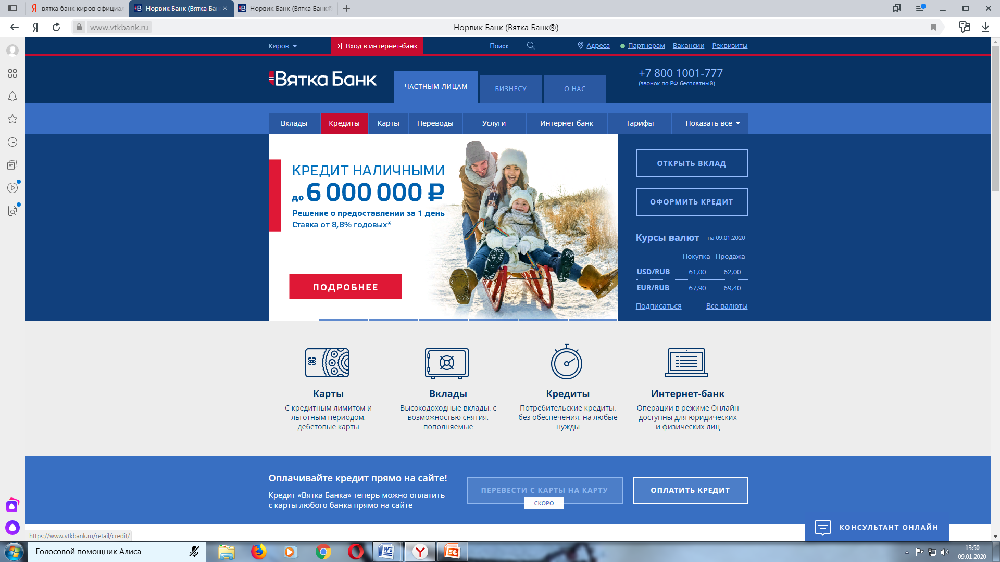 вятка банк киров официал
Норвик Банк (Вятка Бан
Норвик Банк (Вятка Банк®
www.vtkbank.ru
Норвик Банк (Вятка Банк®)
Киров
Вход в интернет-банк
Поиск...
Адреса
Партнерам
Вакансии
Реквизиты
Вятка Банк
ЧАСТНЫМ ЛИЦАМ
БИЗНЕСУ
О НАС
+7 800 1001-777
(звонок по РФ бесплатный)
Вклады
Кредиты
Карты
Переводы
Услуги
Интернет-банк
Тарифы
Показать все
КРЕДИТ НАЛИЧНЫМИ
до 6 000 000 ₽
Решение о предоставлении за 1 день
Ставка от 8,8% годовых*
ПОДРОБНЕЕ
ОТКРЫТЬ ВКЛАД
ОФОРМИТЬ КРЕДИТ
Курсы валют на 09.01.2020
Покупка Продажа
USD/RUB 61,00 62,00
EUR/RUB 67,90 69,40
Подписаться Все валюты
Карты
С кредитным лимитом и
льготным периодом,
дебетовые карты
Вклады
Высокодоходные вклады, с
возможностью снятия,
пополняемые
Кредиты
Потребительские кредиты,
без обеспечения, на любые
нужды
Интернет-банк
Операции в режиме Онлайн
доступны для юридических
и физических лиц
Оплачивайте кредит прямо на сайте!
Кредит «Вятка Банка» теперь можно оплатить
с карты любого банка прямо на сайте
ПЕРЕВЕСТИ С КАРТЫ НА КАРТУ
СКОРО
ОПЛАТИТЬ КРЕДИТ
КОНСУЛЬТАНТ ОНЛАЙН
https://www.vtkbank.ru/retail/credit/
Голосовой помощник Алиса
13:50
09.01.2020